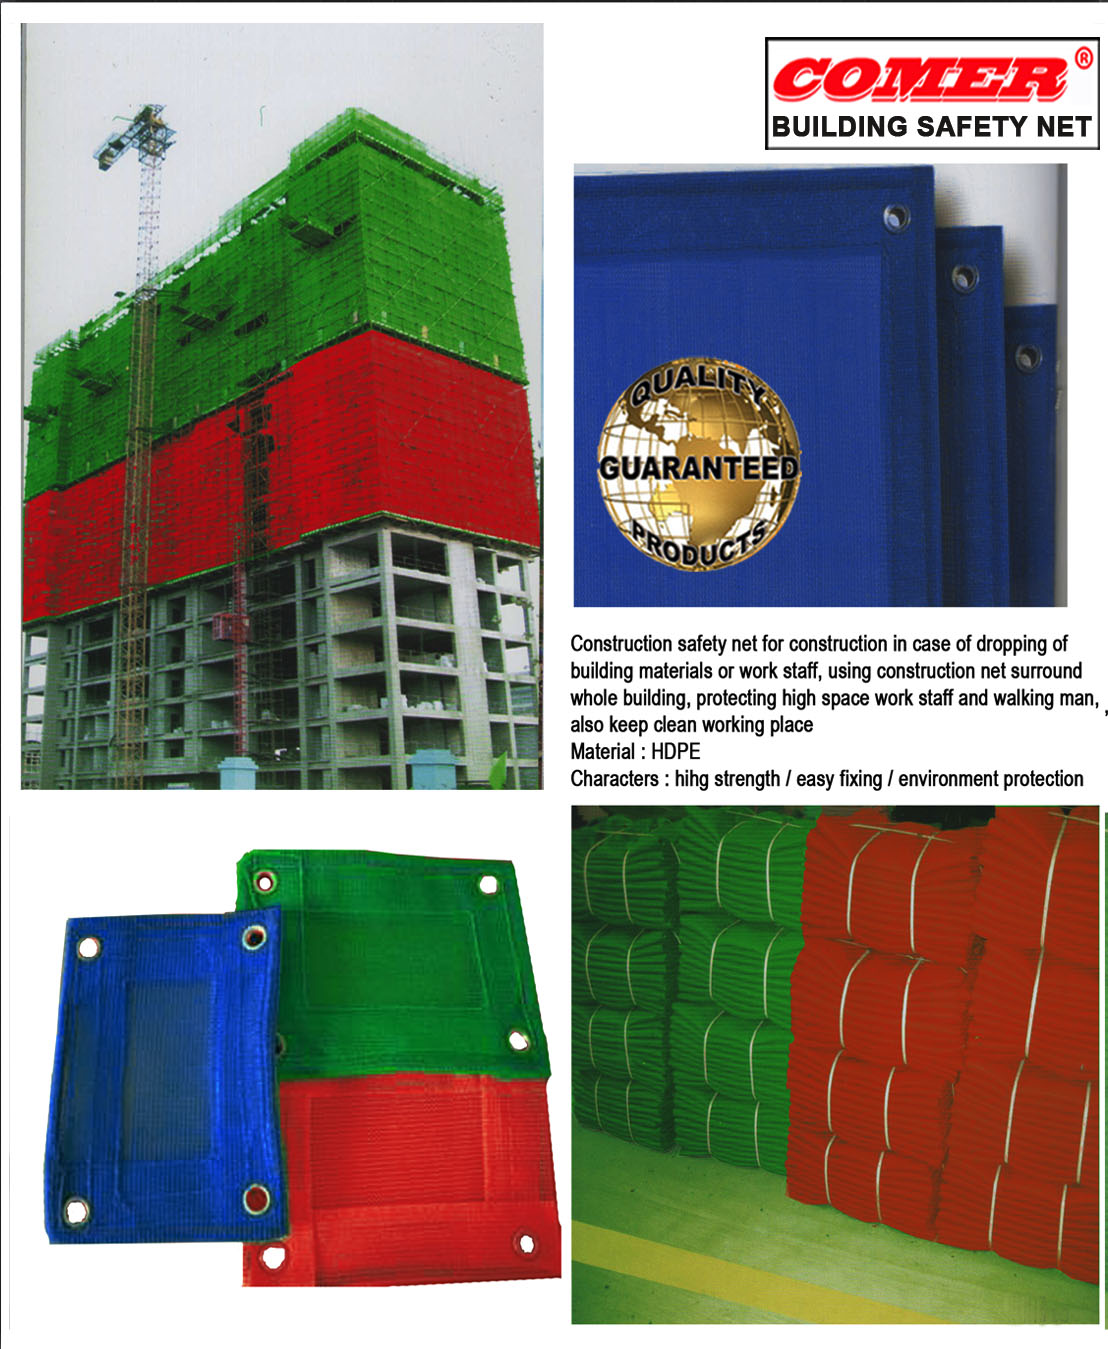 COMER®
BUILDING SAFETY NET
QUALITY
GUARANTEED
PRODUCTS
Construction safety net for construction in case of dropping of
building materials or work staff, using construction net surround
whole building, protecting high space work staff and walking man, ,
also keep clean working place
Material : HDPE
Characters : hihg strength / easy fixing / environment protection